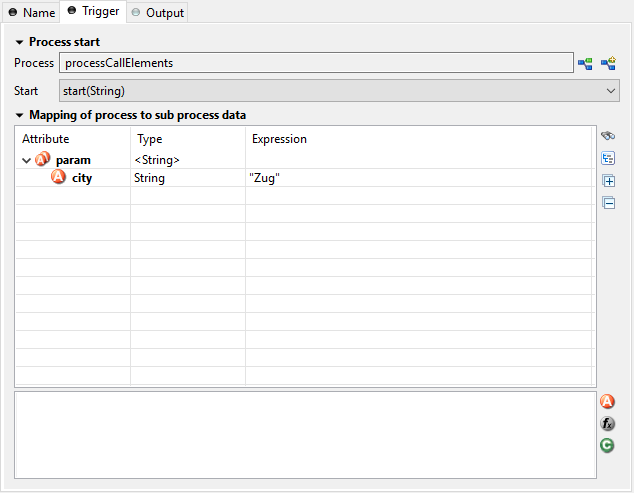 Name Trigger Output
Process start
Process processCallElements
Start start(String)
Mapping of process to sub process data
Attribute Type Expression
A param <String>
A city String "Zug"
A
fx
C